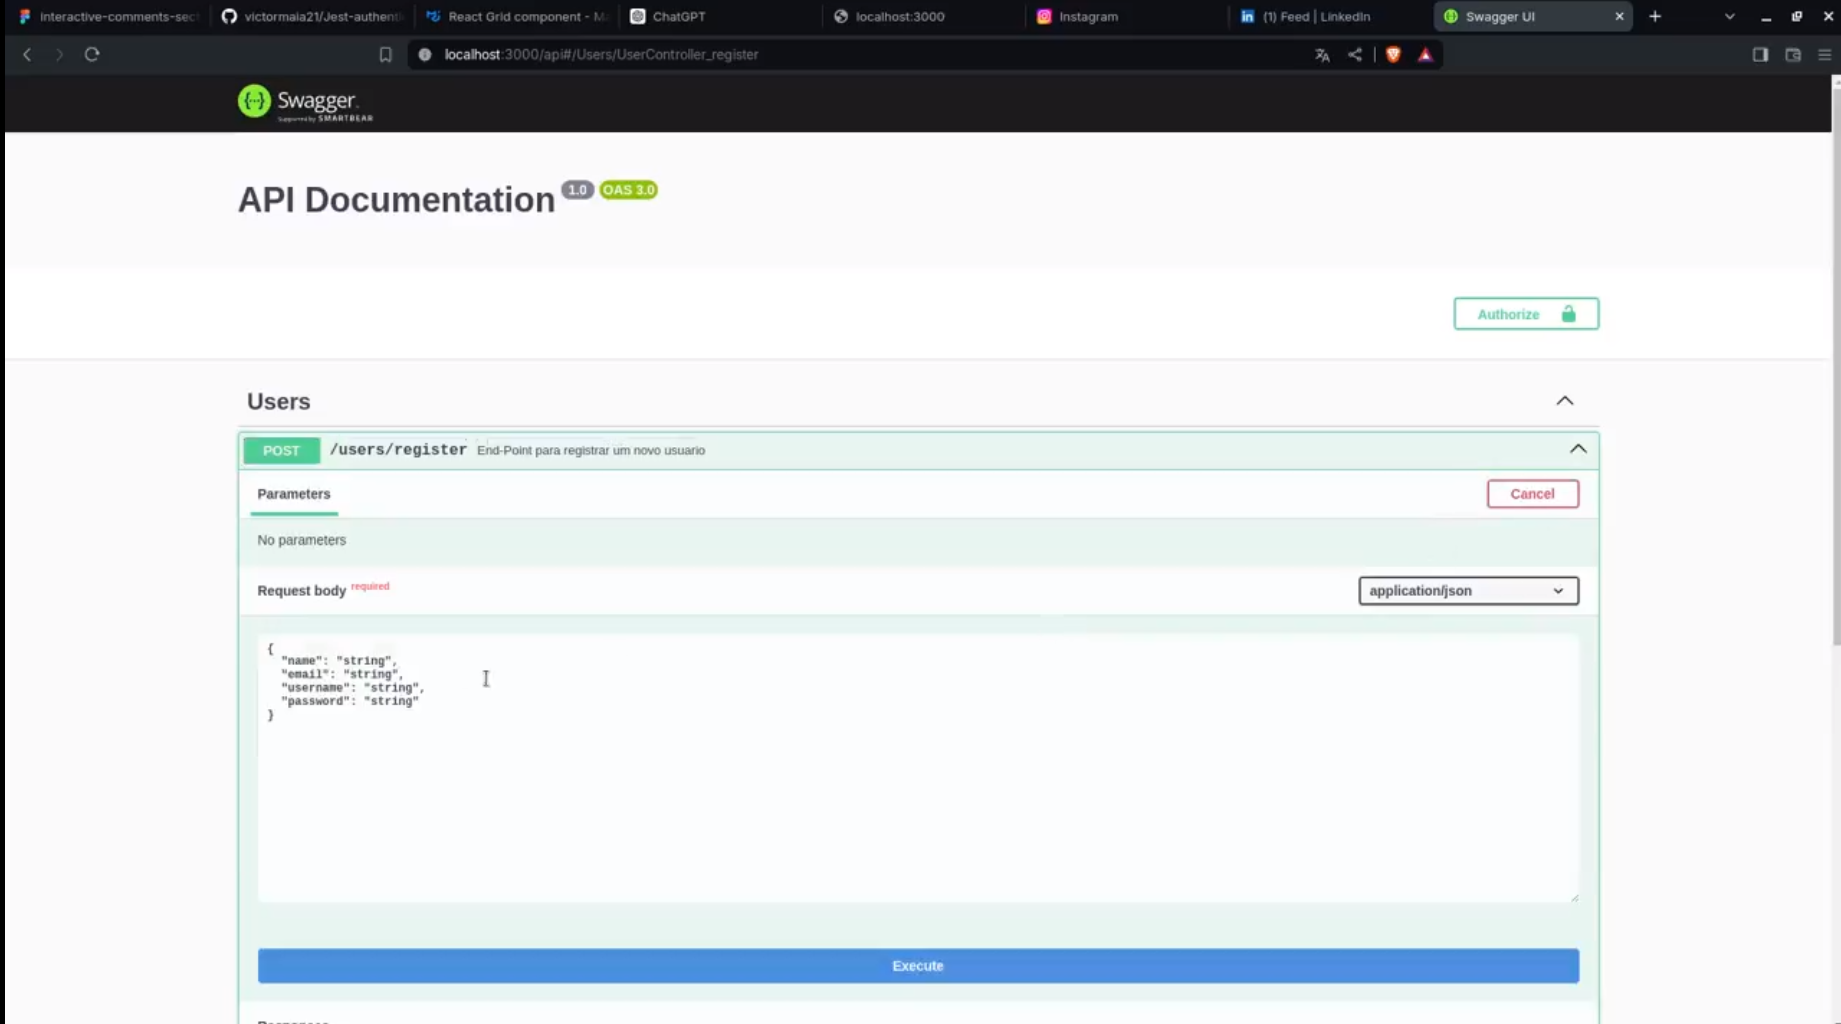 interactive-comments-sec
victormaia21/Jest-authenti
React Grid component - M
ChatGPT
localhost:3000
Instagram
(1) Feed | LinkedIn
Swagger UI
localhost:3000/api#/Users/UserController_register
Swagger.
Supported by SMARTBEAR
API Documentation 1.0 OAS 3.0
Authorize
Users
POST /users/register End-Point para registrar um novo usuario
Parameters
Cancel
No parameters
Request body required
application/json
{
"name": "string",
"email": "string",
"username": "string",
"password": "string"
}
Execute
Responses